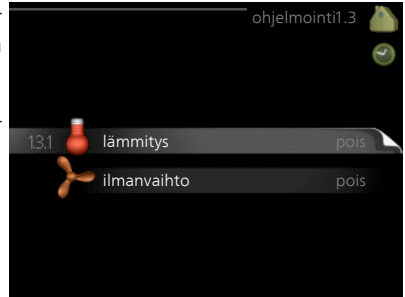 ohjelmointi1.3
1.3.1 lämmitys pois
ilmanvaihto pois